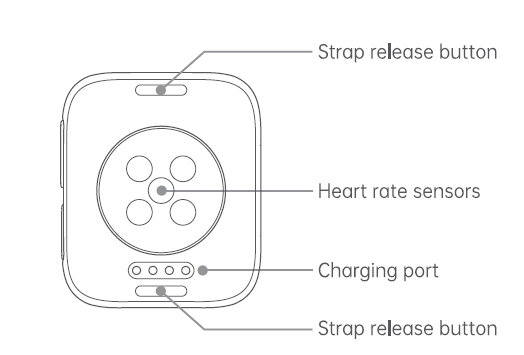 Strap release button
Heart rate sensors
Charging port
Strap release button